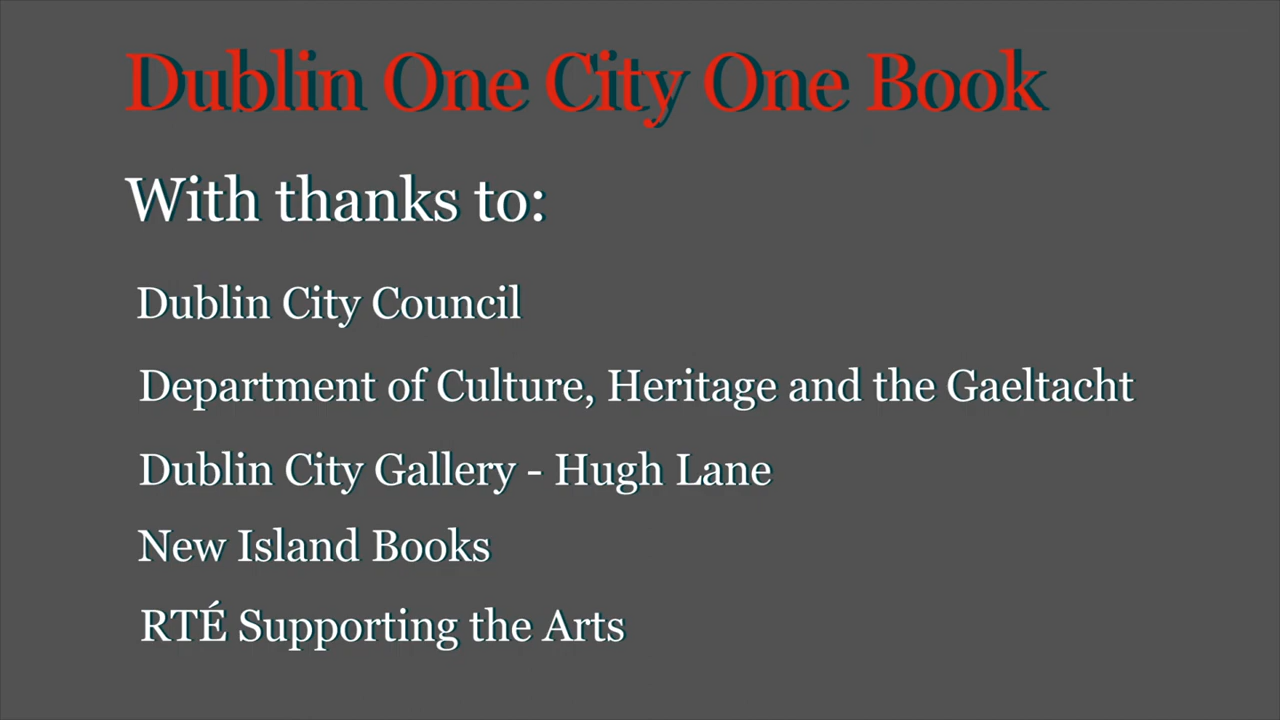 Dublin One City One Book
With thanks to:
Dublin City Council
Department of Culture, Heritage and the Gaeltacht
Dublin City Gallery - Hugh Lane
New Island Books
RTÉ Supporting the Arts